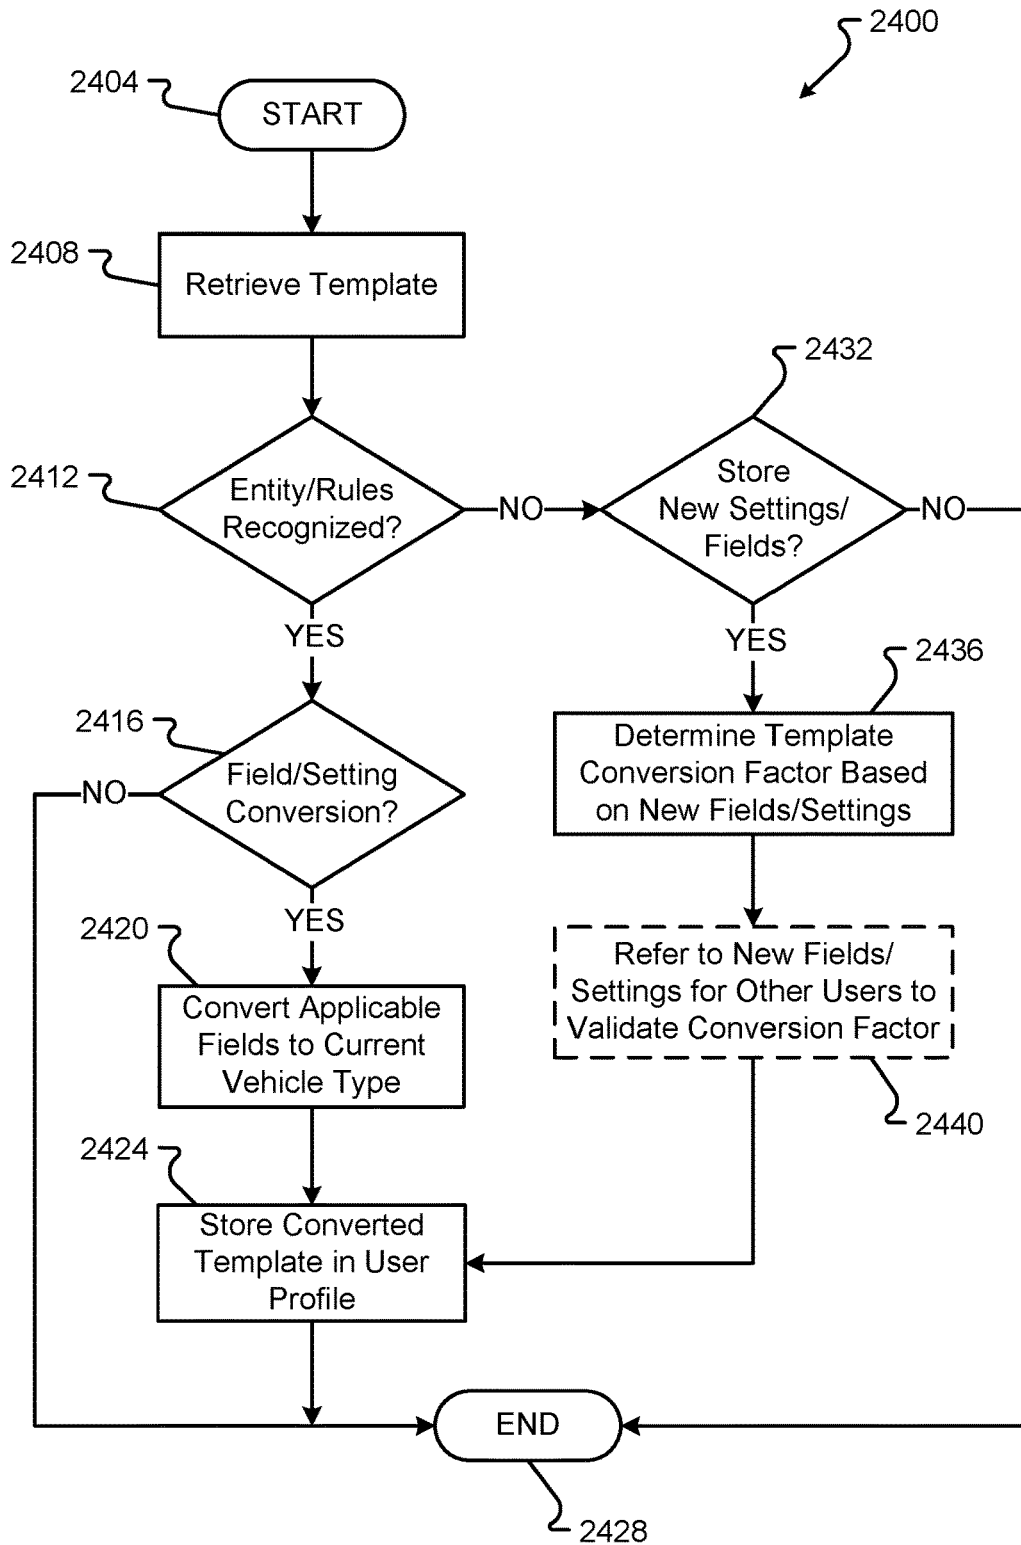 2400
2404
START
2408
Retrieve Template
2432
2412
Entity/Rules
Recognized?
NO
Store
New Settings/
Fields?
NO
YES
YES
2436
2416
Determine Template
Conversion Factor Based
on New Fields/Settings
Field/Setting
Conversion?
NO
YES
2420
Refer to New Fields/
Settings for Other Users to
Validate Conversion Factor
Convert Applicable
Fields to Current
Vehicle Type
2440
2424
Store Converted
Template in User
Profile
END
2428